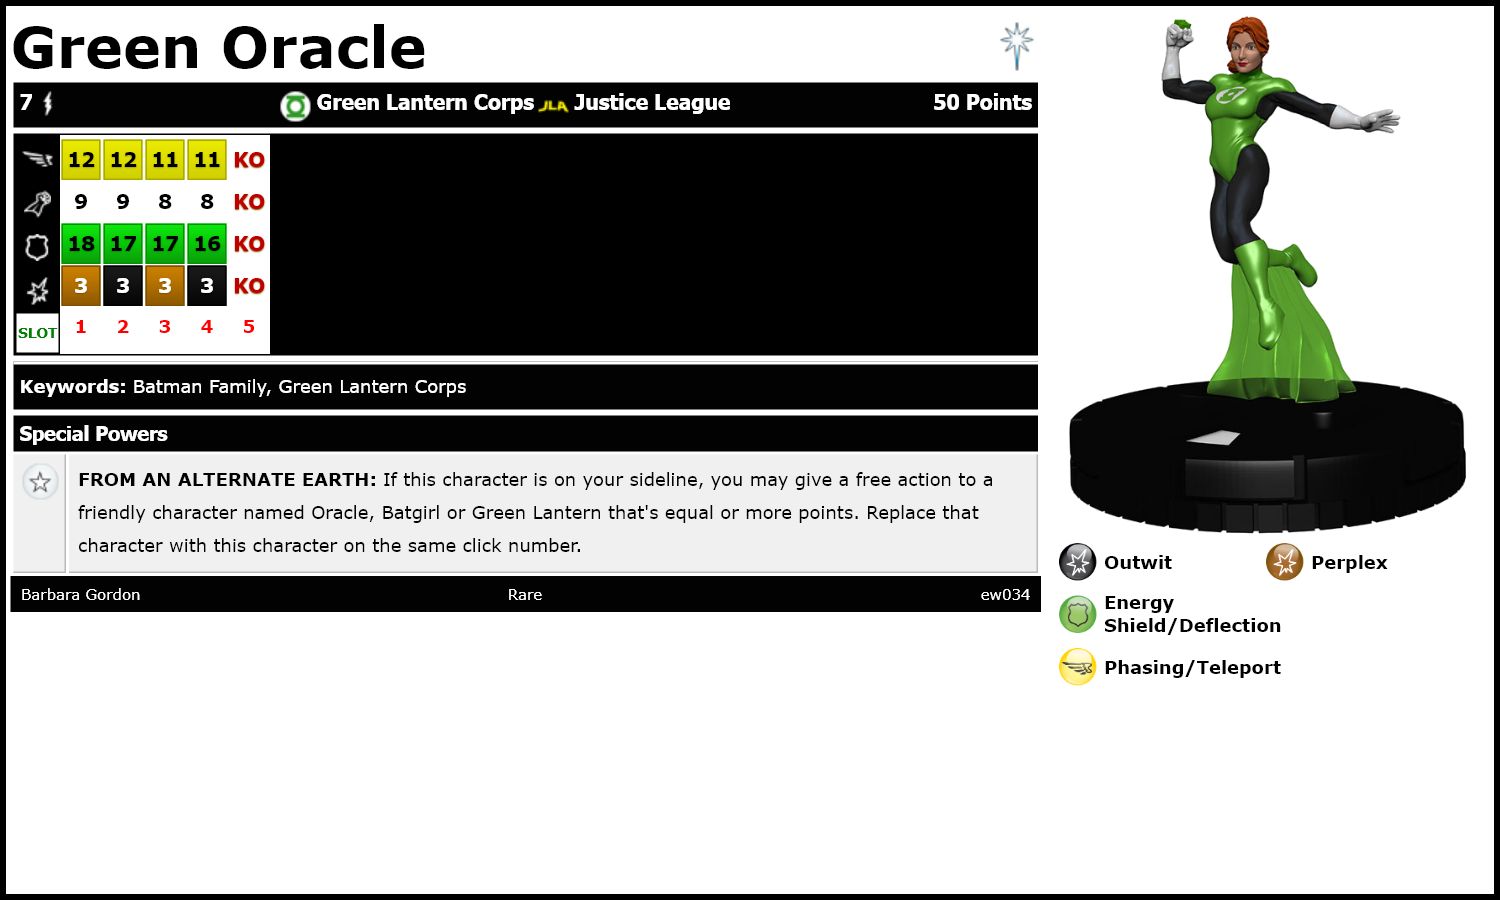 Green Oracle
7 Green Lantern Corps JLA Justice League 50 Points
12 12 11 11 KO
9 9 8 8 KO
18 17 17 16 KO
3 3 3 3 KO
SLOT 1 2 3 4 5
Keywords: Batman Family, Green Lantern Corps
Special Powers
FROM AN ALTERNATE EARTH: If this character is on your sideline, you may give a free action to a
friendly character named Oracle, Batgirl or Green Lantern that's equal or more points. Replace that
character with this character on the same click number.
Barbara Gordon Rare ew034
Outwit Perplex
Energy
Shield/Deflection
Phasing/Teleport